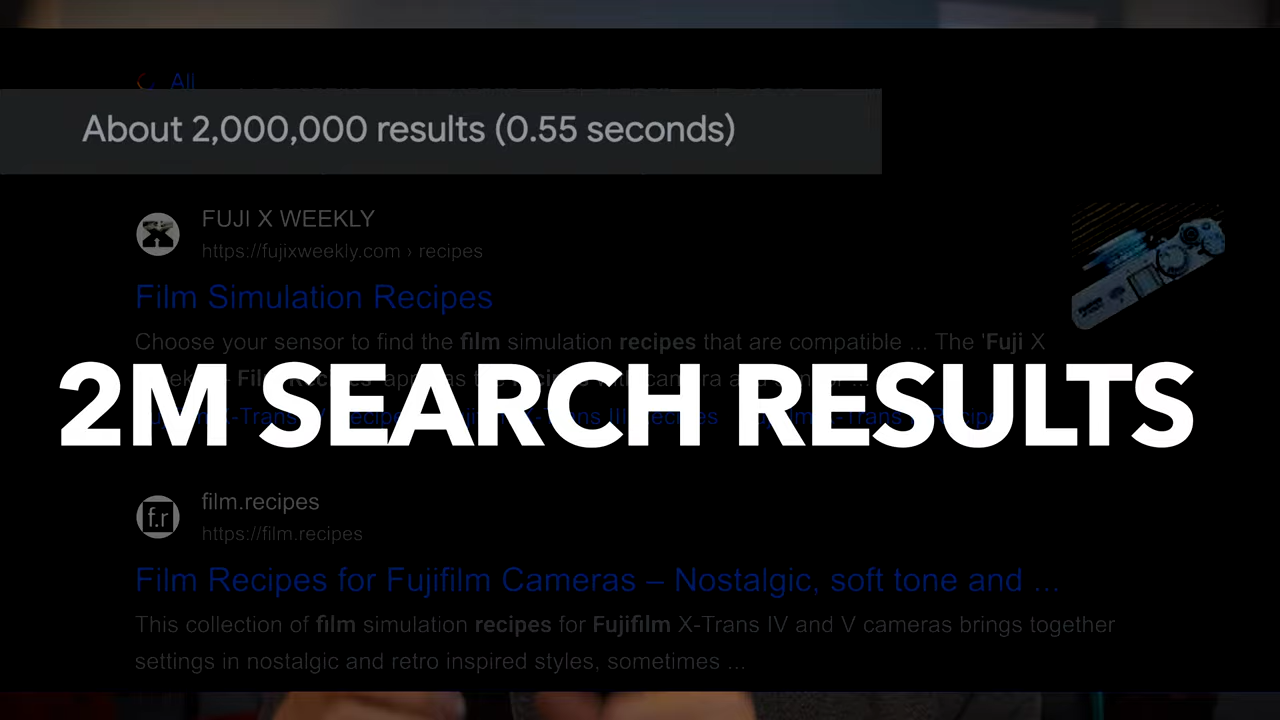 All
About 2,000,000 results (0.55 seconds)
FUJI X WEEKLY
https://fujixweekly.com › recipes
Film Simulation Recipes
Choose your sensor to find the film simulation recipes that are compatible ... The 'Fuji X
2M SEARCH RESULTS
film.recipes
https://film.recipes
f.r
Film Recipes for Fujifilm Cameras – Nostalgic, soft tone and ...
This collection of film simulation recipes for Fujifilm X-Trans IV and V cameras brings together
settings in nostalgic and retro inspired styles, sometimes ...